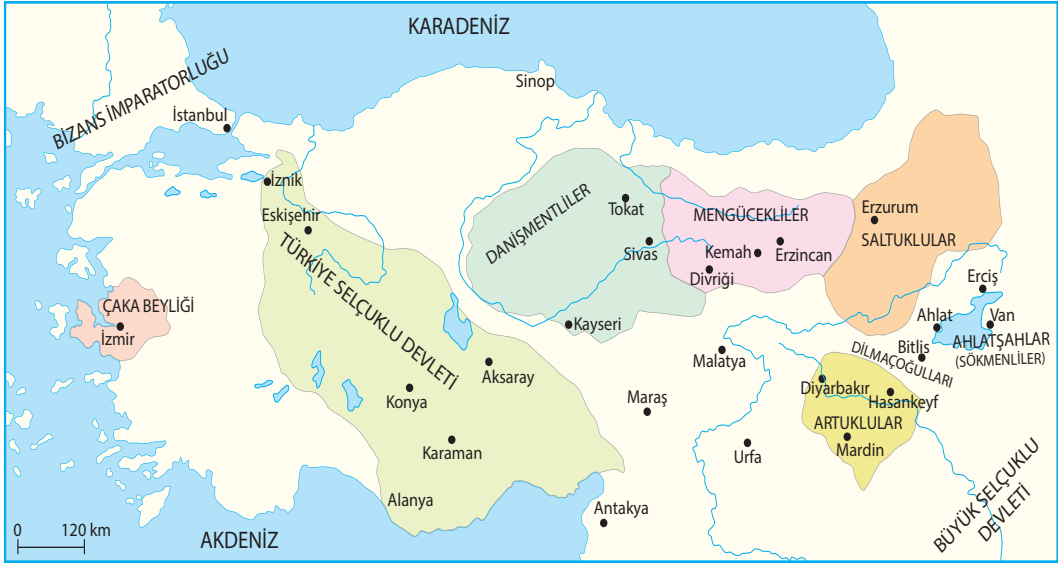 KARADENİZ
BİZANS İMPARATORLUĞU
İstanbul
Sinop
İznik
Eskişehir
TÜRKİYE SELÇUKLU DEVLETİ
DANİŞMENTLİLER
Tokat
Sivas
Kayseri
MENGÜCEKLİLER
Kemah
Erzincan
Divriği
Erzurum
SALTUKLULAR
Erciş
Ahlat
Van
AHLATŞAHLAR
(SÖKMENLİLER)
Bitlis
DİLMAÇOĞULLARI
ÇAKA BEYLİĞİ
İzmir
Aksaray
Konya
Karaman
Alanya
Malatya
Maraş
Urfa
Antakya
Diyarbakır
Hasankeyf
ARTUKLULAR
Mardin
BÜYÜK SELÇUKLU
DEVLETİ
0 120 km
AKDENİZ